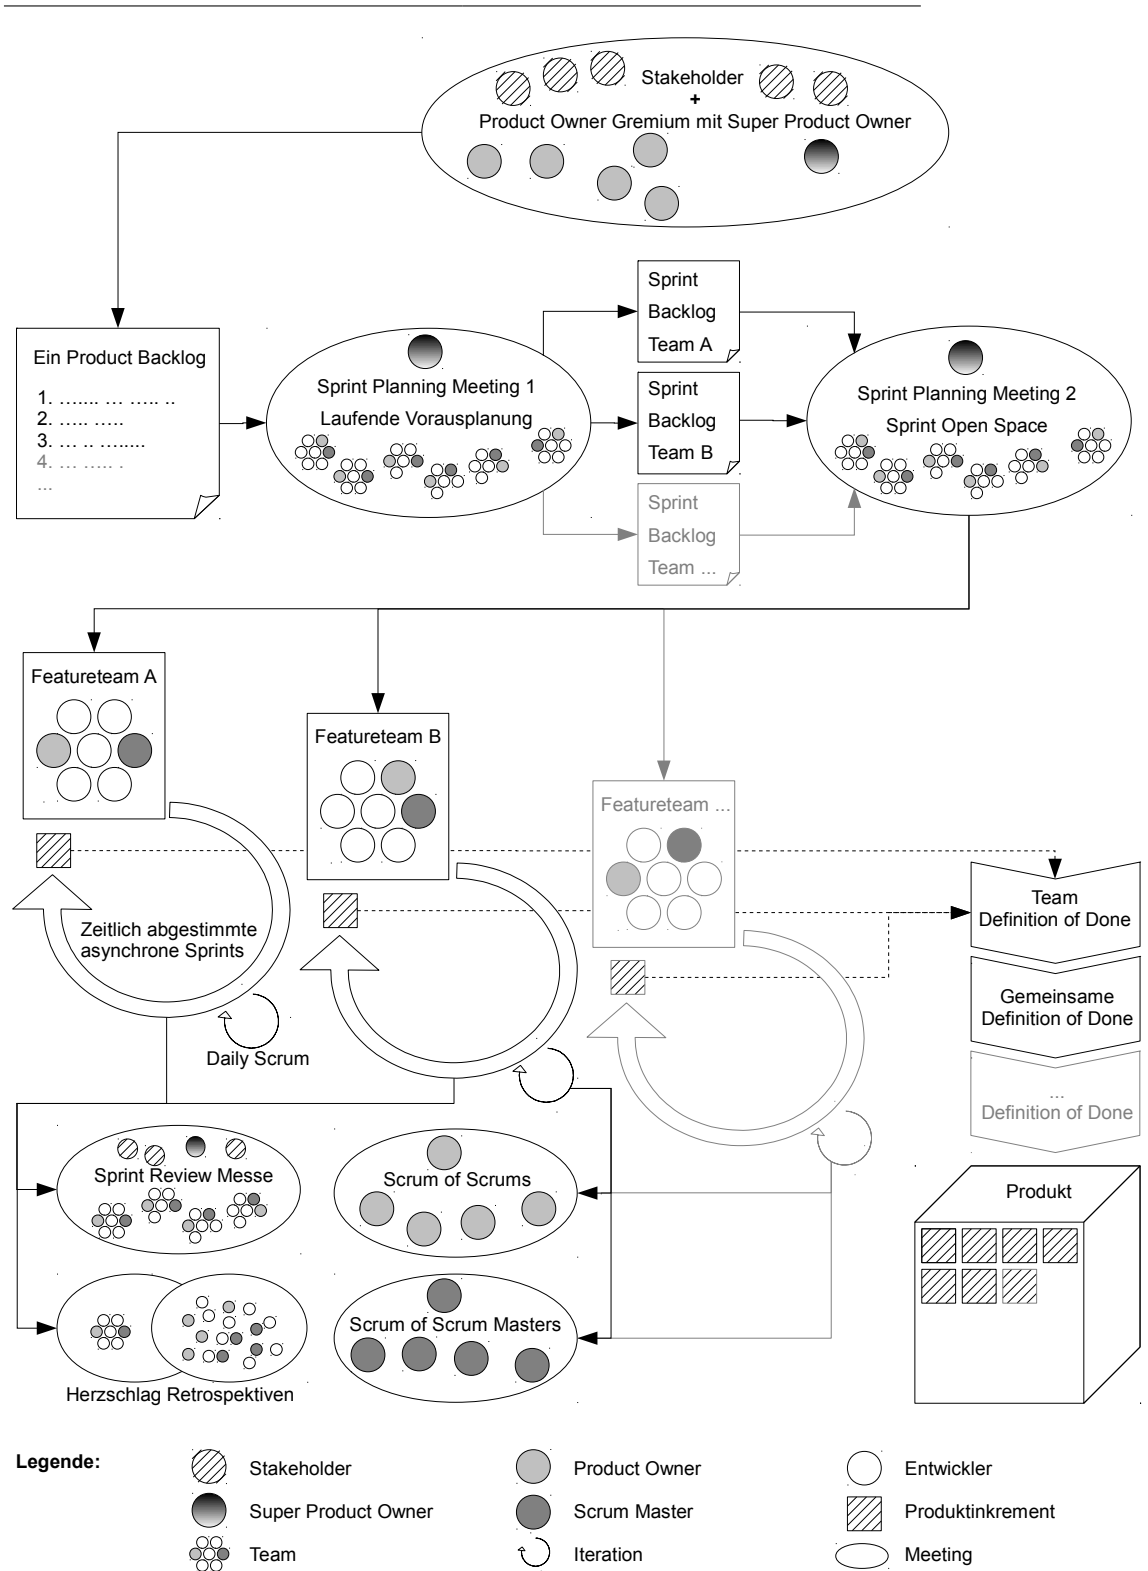 Stakeholder
+
Product Owner Gremium mit Super Product Owner
Ein Product Backlog
1. ....... ... ..... ..
2. ..... .....
3. ... .. ........
4. ... ..... .
...
Sprint Planning Meeting 1
Laufende Vorausplanung
Sprint
Backlog
Team A
Sprint
Backlog
Team B
Sprint
Backlog
Team ...
Sprint Planning Meeting 2
Sprint Open Space
Featureteam A
Featureteam B
Featureteam ...
Zeitlich abgestimmte
asynchrone Sprints
Daily Scrum
Team
Definition of Done
Gemeinsame
Definition of Done
...
Definition of Done
Sprint Review Messe
Scrum of Scrums
Produkt
Scrum of Scrum Masters
Herzschlag Retrospektiven
Legende:
Stakeholder
Product Owner
Entwickler
Super Product Owner
Scrum Master
Produktinkrement
Team
Iteration
Meeting